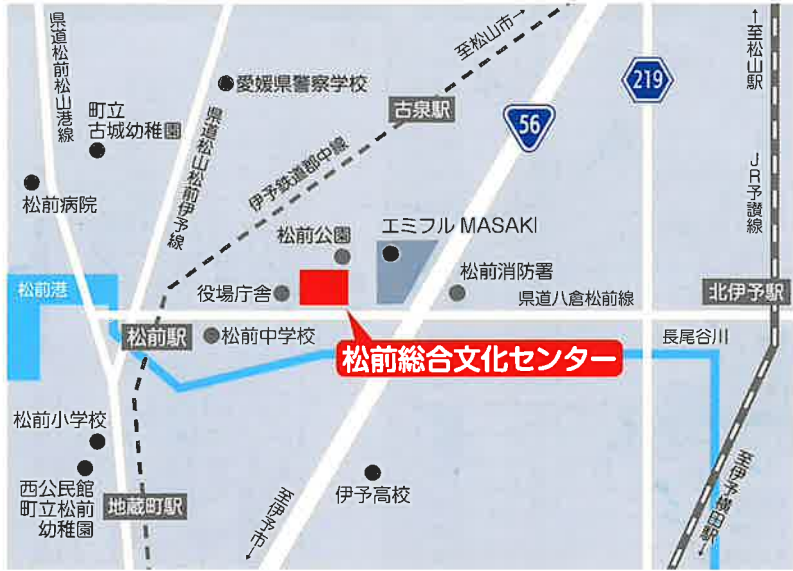 県道松前松山港線
↑至松山駅
至松山市→
愛媛県警察学校
219
町立
古城幼稚園
古泉駅
56
県道松山松前伊予線
伊予鉄道郡中線
JR予讃線
松前病院
松前公園
エミフル MASAKI
松前消防署
松前港
役場庁舎
県道八倉松前線
北伊予駅
松前駅
松前中学校
長尾谷川
松前総合文化センター
松前小学校
西公民館
町立松前
幼稚園
地蔵町駅
伊予高校
至伊予市→
至伊予横田駅→